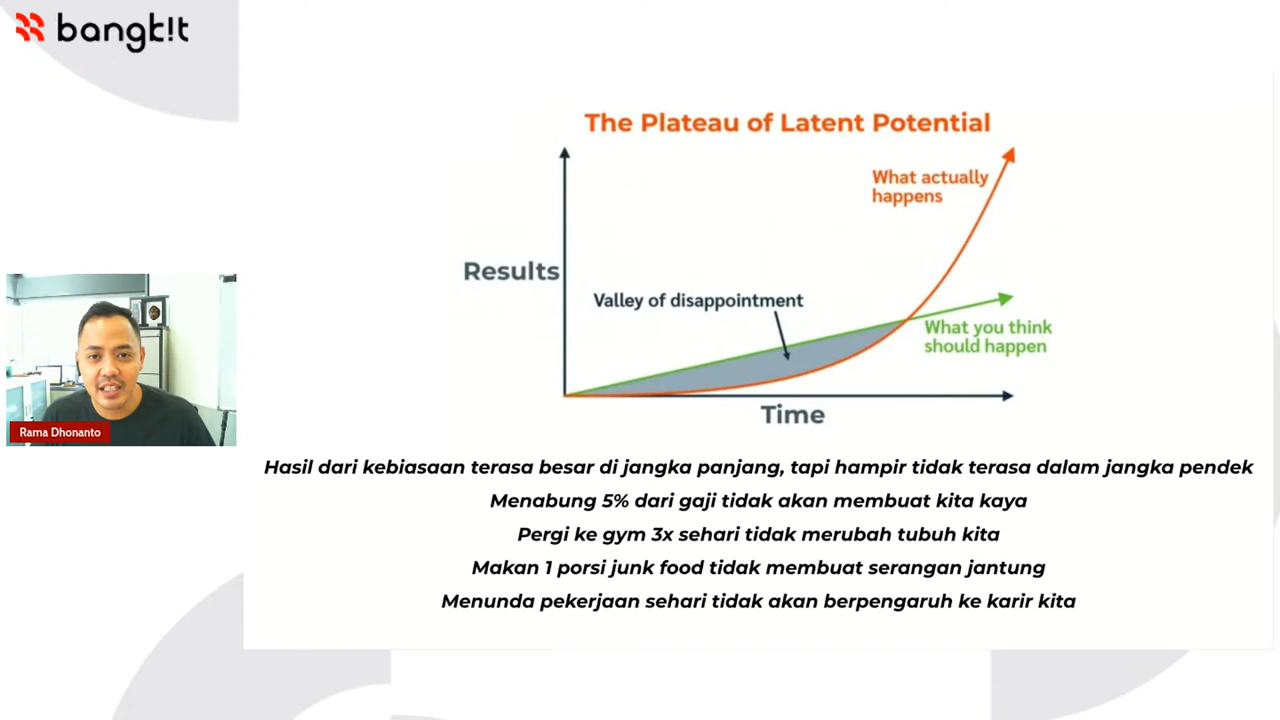 bangk!t
The Plateau of Latent Potential
What actually
happens
Results
Valley of disappointment
What you think
should happen
Time
Rama Dhonanto
Hasil dari kebiasaan terasa besar di jangka panjang, tapi hampir tidak terasa dalam jangka pendek
Menabung 5% dari gaji tidak akan membuat kita kaya
Pergi ke gym 3x sehari tidak merubah tubuh kita
Makan 1 porsi junk food tidak membuat serangan jantung
Menunda pekerjaan sehari tidak akan berpengaruh ke karir kita